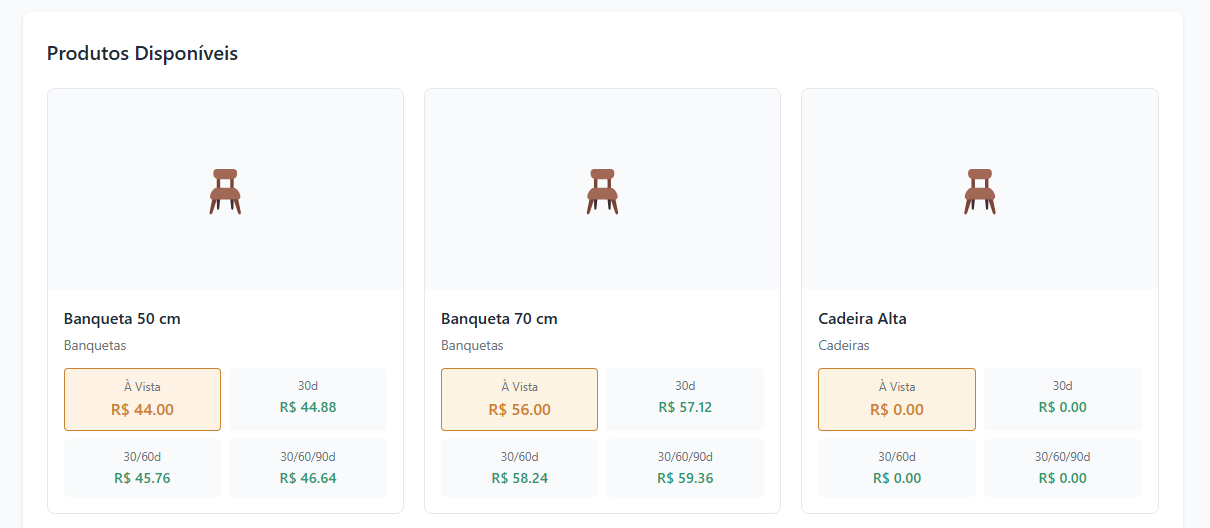 Produtos Disponíveis
Banqueta 50 cm
Banquetas
À Vista
R$ 44.00
30d
R$ 44.88
30/60d
R$ 45.76
30/60/90d
R$ 46.64
Banqueta 70 cm
Banquetas
À Vista
R$ 56.00
30d
R$ 57.12
30/60d
R$ 58.24
30/60/90d
R$ 59.36
Cadeira Alta
Cadeiras
À Vista
R$ 0.00
30d
R$ 0.00
30/60d
R$ 0.00
30/60/90d
R$ 0.00